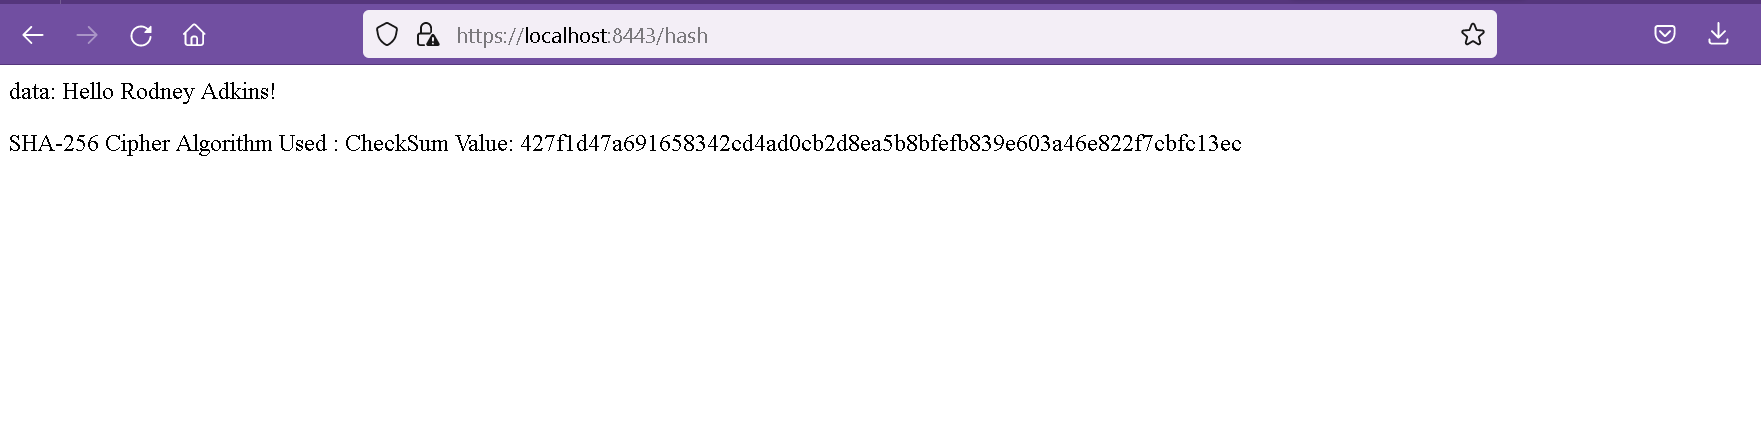 https://localhost:8443/hash
data: Hello Rodney Adkins!
SHA-256 Cipher Algorithm Used : CheckSum Value: 427f1d47a691658342cd4ad0cb2d8ea5b8bfefb839e603a46e822f7cbfc13ec